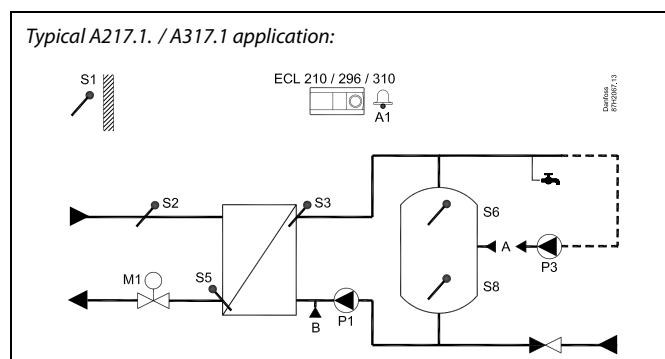 Typical A217.1. / A317.1 application:
S1
ECL 210 / 296 / 310
A1
Danfoss
87H2067.13
S2
S3
S6
A
P3
M1
S5
S8
B
P1